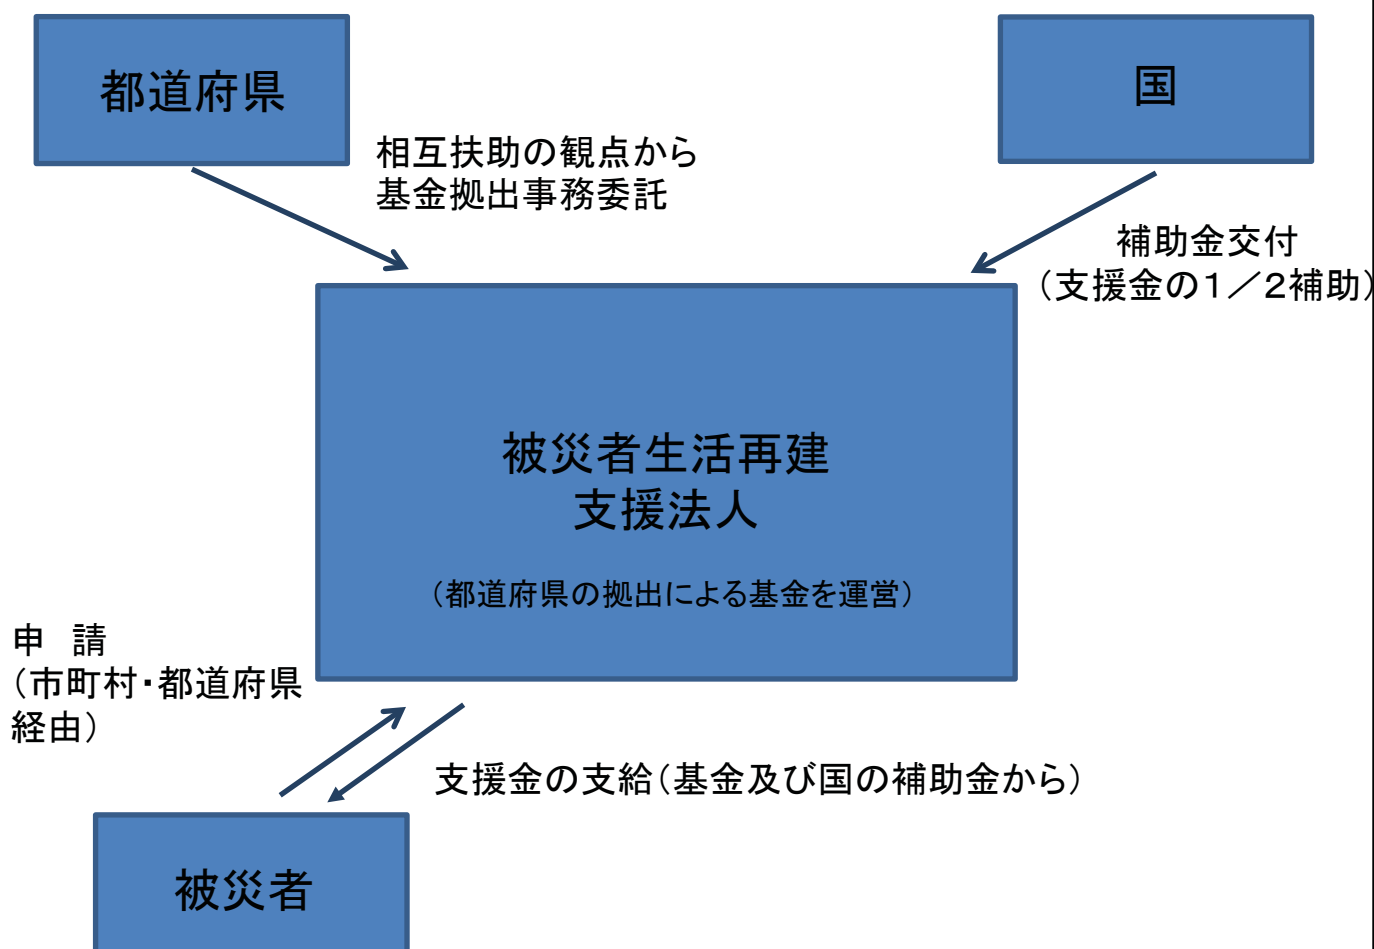 都道府県
国
相互扶助の観点から
基金拠出事務委託
補助金交付
（支援金の１／２補助）
被災者生活再建
支援法人
（都道府県の拠出による基金を運営）
申　請
（市町村・都道府県
経由）
支援金の支給（基金及び国の補助金から）
被災者